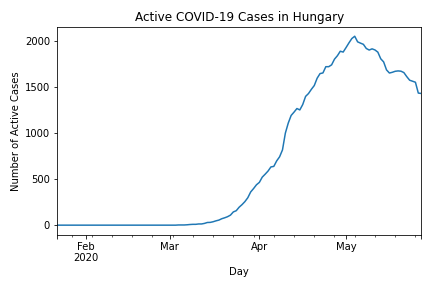 Active COVID-19 Cases in Hungary
Number of Active Cases
2000
1500
1000
500
0
Feb
2020
Mar
Apr
May
Day